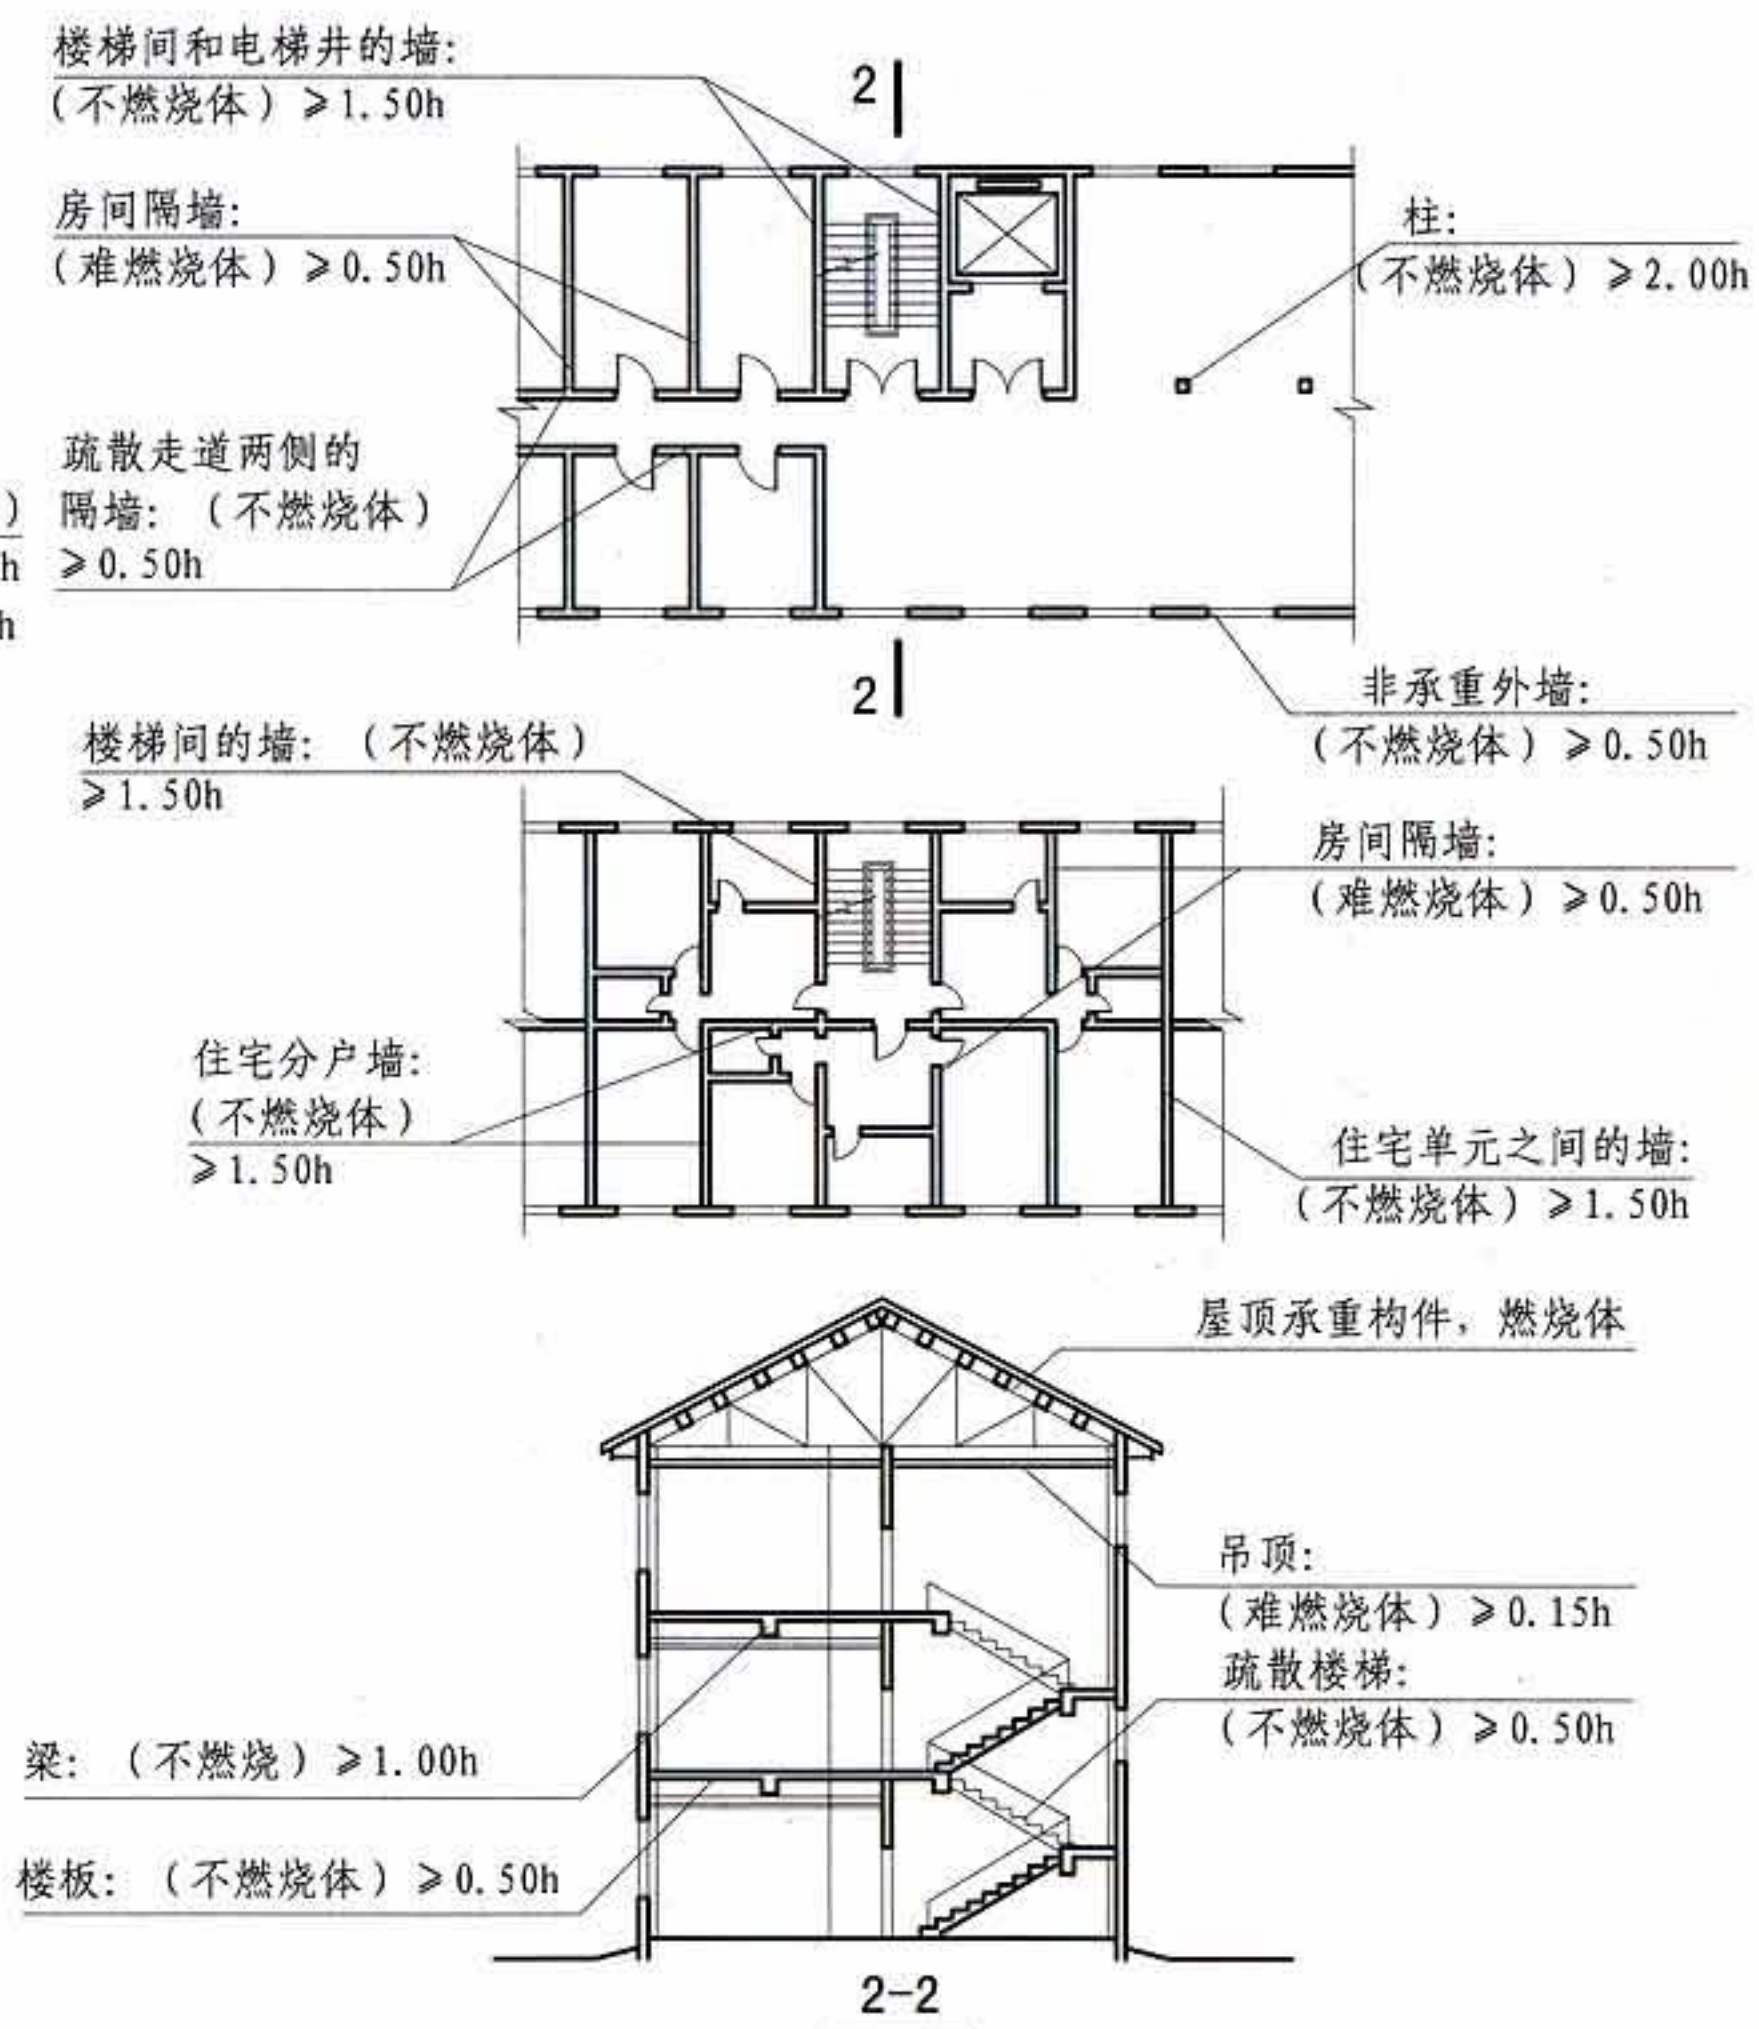 楼梯间和电梯井的墙:
(不燃烧体) ≥1.50h
2
房间隔墙:
(难燃烧体) ≥0.50h
柱:
(不燃烧体) ≥2.00h
疏散走道两侧的
隔墙: (不燃烧体)
≥0.50h
)
h
h
2
非承重外墙:
(不燃烧体) ≥0.50h
楼梯间的墙: (不燃烧体)
≥1.50h
房间隔墙:
(难燃烧体) ≥0.50h
住宅分户墙:
(不燃烧体)
≥1.50h
住宅单元之间的墙:
(不燃烧体) ≥1.50h
屋顶承重构件, 燃烧体
吊顶:
(难燃烧体) ≥0.15h
疏散楼梯:
(不燃烧体) ≥0.50h
梁: (不燃烧) ≥1.00h
楼板: (不燃烧体) ≥0.50h
2-2